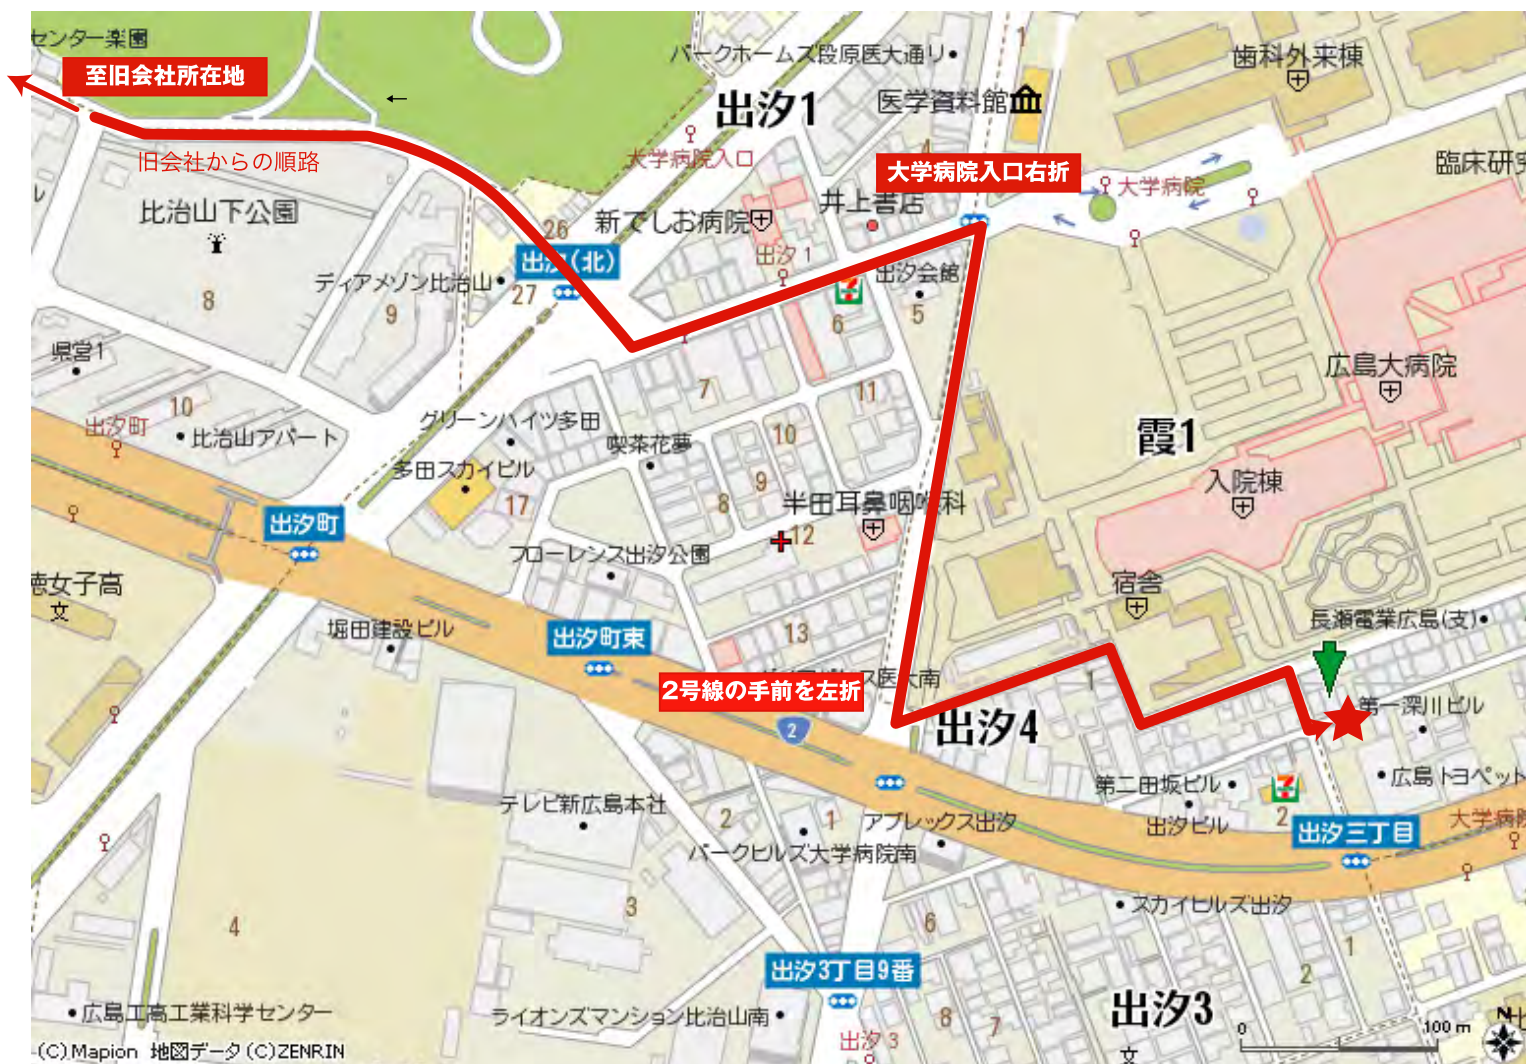 センター楽園
至旧会社所在地
旧会社からの順路
比治山下公園
8
9
ディアメゾン比治山
県営1
10
出汐町
比治山アパート
出汐1
パークホームズ段原医大通り
1
歯科外来棟
医学資料館
4
大学病院入口
大学病院入口右折
大学病院
臨床研究
井上書店
新でしお病院
26
出汐(北)
27
出汐1
出汐会館
6
5
7
11
広島大病院
グリーンハイツ多田
喫茶花夢
10
霞1
多田スカイビル
9
8
17
半田耳鼻咽喉科
入院棟
出汐町
12
フローレンス出汐公園
宿舎
徳女子高
文
堀田建設ビル
出汐町東
13
長瀬電業広島(支)
2号線の手前を左折
ス医大南
1
第一深川ビル
2
出汐4
広島トヨペット
第二田坂ビル
テレビ新広島本社
2
1
アプレックス出汐
出汐ビル
2
出汐三丁目
大学病院
パークヒルズ大学病院南
3
スカイヒルズ出汐
4
6
1
出汐3丁目9番
2
広島工高工業科学センター
ライオンズマンション比治山南
8
7
出汐3
出汐3
文
0
100 m
N
(C)Mapion 地図データ(C)ZENRIN